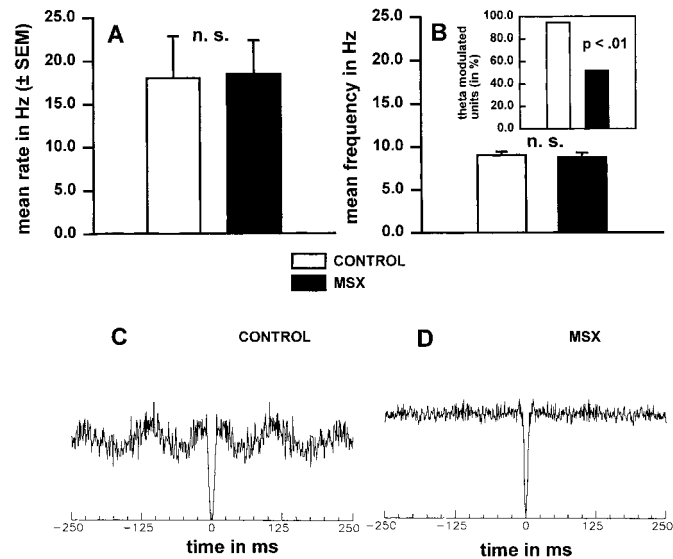 A
n. s.
mean rate in Hz (± SEM)
25.0
20.0
15.0
10.0
5.0
0.0
B
mean frequency in Hz
25.0
20.0
15.0
10.0
5.0
0.0
theta modulated
units (in %)
100.0
80.0
60.0
40.0
20.0
0.0
p < .01
n. s.
CONTROL
MSX
C
CONTROL
-250
-125
0
125
250
time in ms
D
MSX
-250
-125
0
125
250
time in ms